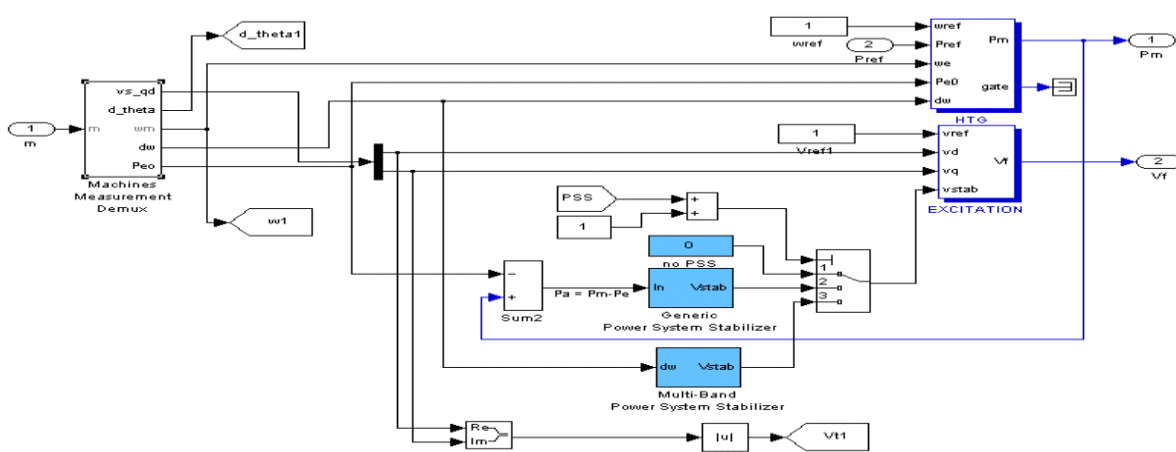 d_theta1
1
wref
2
Pref
wref
Pref
we
Pe0
dw
Pm
gate
HTG
1
Pm
1
m
m
vs_qd
d_theta
wm
dw
Peo
Machines
Measurement
Demux
w1
1
Vref1
vref
vd
vq
vstab
Vf
EXCITATION
2
Vf
PSS
1
+
+
0
no PSS
1
2
3
−
+
Sum2
Pa = Pm-Pe
In
Vstab
Generic
Power System Stabilizer
dw
Vstab
Multi-Band
Power System Stabilizer
Re
Im
|u|
Vt1